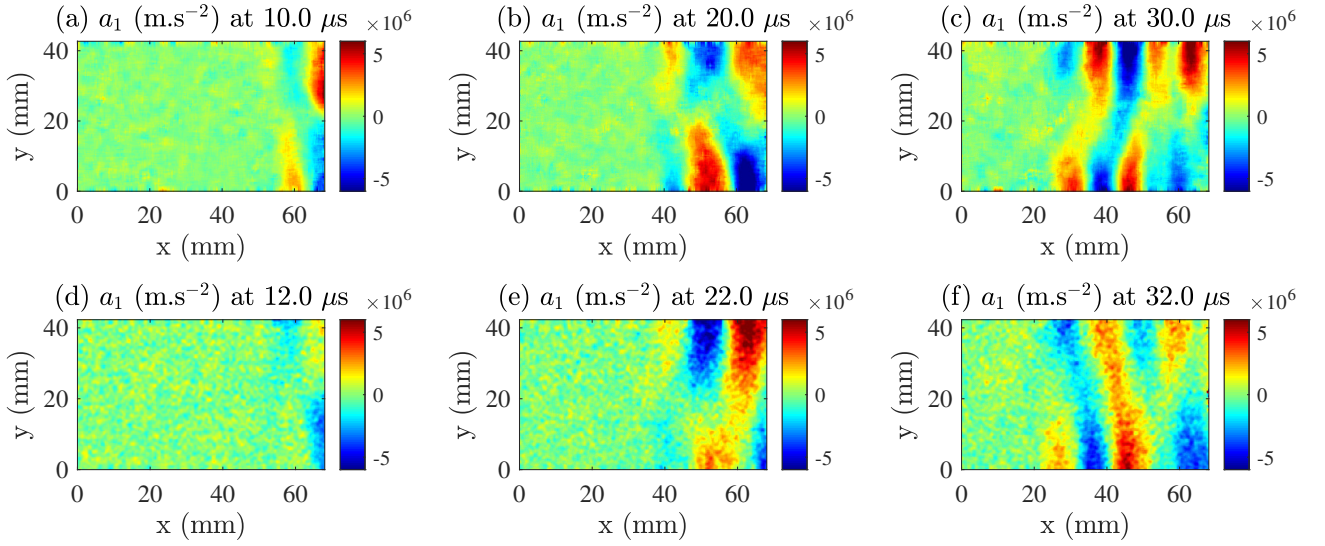 (a) a₁ (m.s⁻²) at 10.0 μs ×10⁶
(b) a₁ (m.s⁻²) at 20.0 μs ×10⁶
(c) a₁ (m.s⁻²) at 30.0 μs ×10⁶
40 5 40 5 40 5
y (mm) y (mm) y (mm)
20 0 20 0 20 0
0 -5 0 -5 0 -5
0 20 40 60 0 20 40 60 0 20 40 60
x (mm) x (mm) x (mm)
(d) a₁ (m.s⁻²) at 12.0 μs ×10⁶
(e) a₁ (m.s⁻²) at 22.0 μs ×10⁶
(f) a₁ (m.s⁻²) at 32.0 μs ×10⁶
40 5 40 5 40 5
y (mm) y (mm) y (mm)
20 0 20 0 20 0
0 -5 0 -5 0 -5
0 20 40 60 0 20 40 60 0 20 40 60
x (mm) x (mm) x (mm)